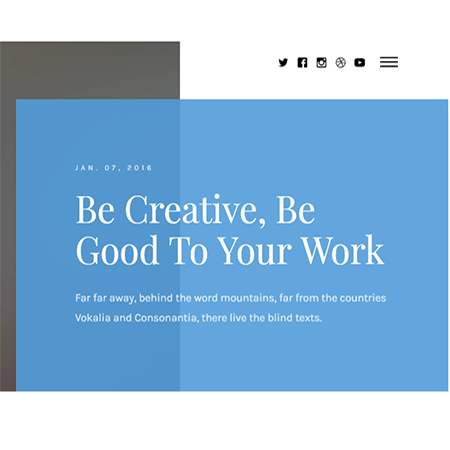 JAN. 07, 2016
Be Creative, Be
Good To Your Work
Far far away, behind the word mountains, far from the countries
Vokalia and Consonantia, there live the blind texts.